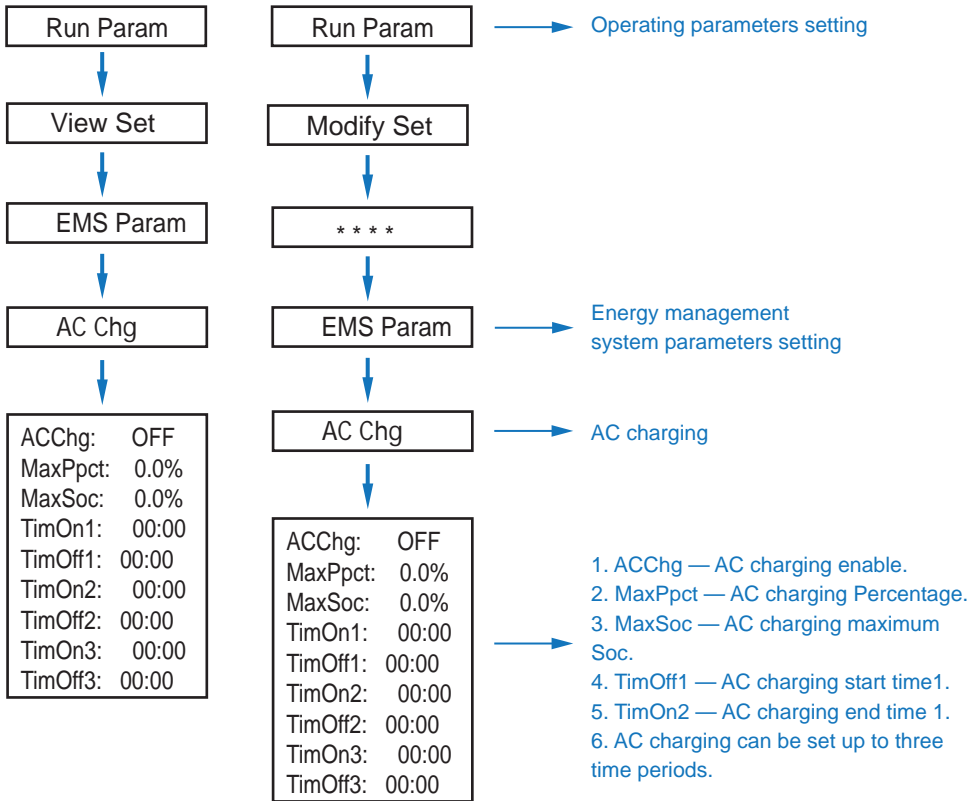 Run Param
View Set
EMS Param
AC Chg
ACChg: OFF
MaxPpct: 0.0%
MaxSoc: 0.0%
TimOn1: 00:00
TimOff1: 00:00
TimOn2: 00:00
TimOff2: 00:00
TimOn3: 00:00
TimOff3: 00:00
Run Param
Operating parameters setting
Modify Set
* * * *
EMS Param
Energy management
system parameters setting
AC Chg
AC charging
ACChg: OFF
MaxPpct: 0.0%
MaxSoc: 0.0%
TimOn1: 00:00
TimOff1: 00:00
TimOn2: 00:00
TimOff2: 00:00
TimOn3: 00:00
TimOff3: 00:00
1. ACChg — AC charging enable.
2. MaxPpct — AC charging Percentage.
3. MaxSoc — AC charging maximum
Soc.
4. TimOff1 — AC charging start time1.
5. TimOn2 — AC charging end time 1.
6. AC charging can be set up to three
time periods.